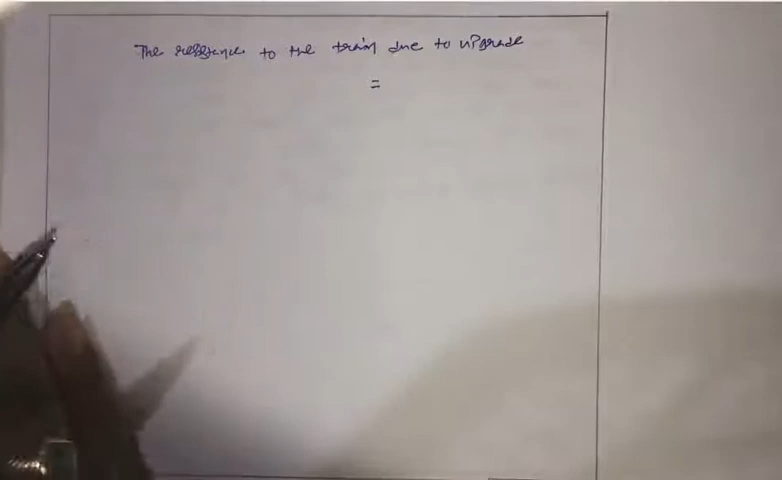 The resistance to the train due to upgrade
=